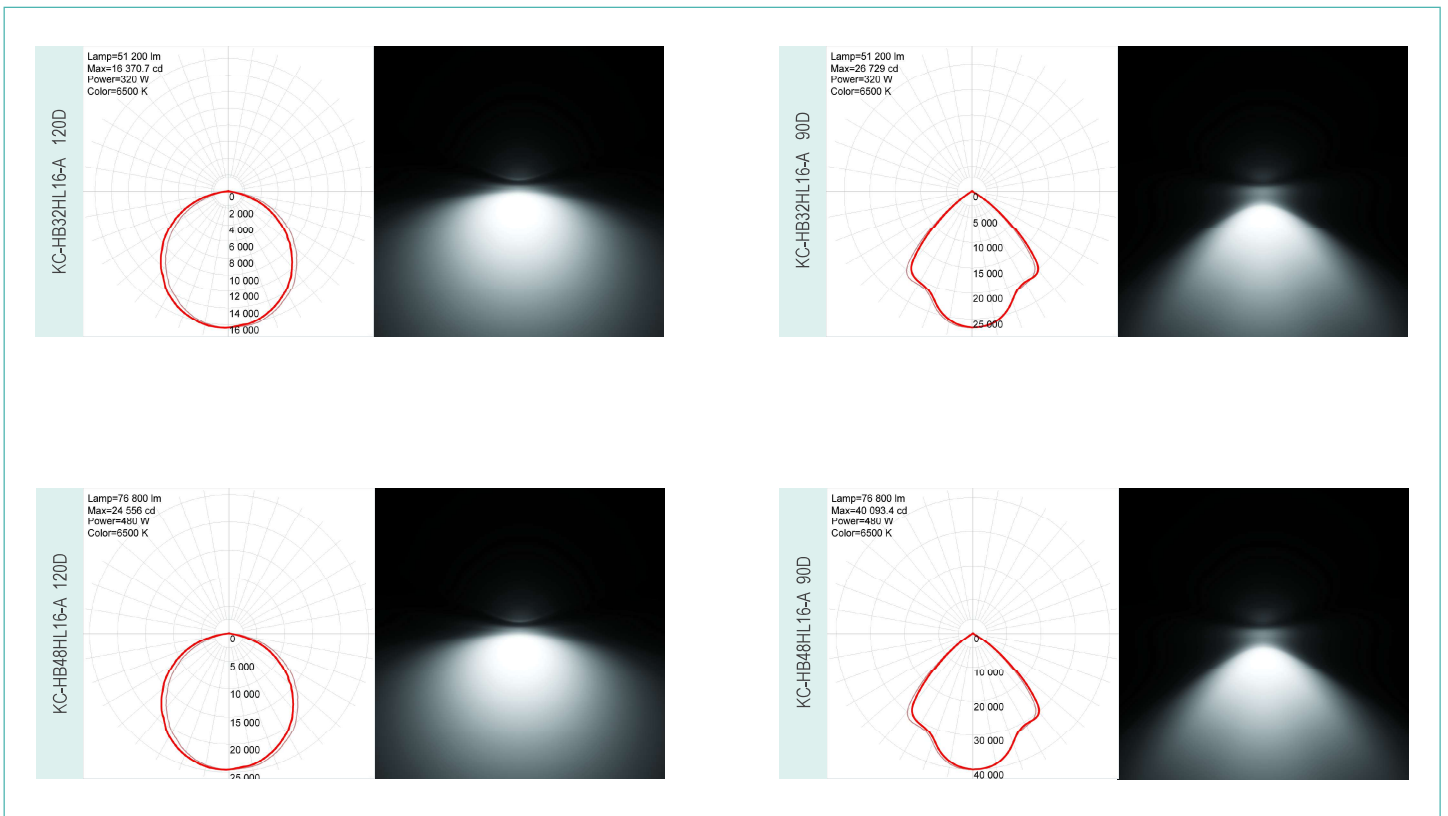 KC-HB32HL16-A 120D
Lamp=51 200 lm
Max=16 370.7 cd
Power=320 W
Color=6500 K
0
2 000
4 000
6 000
8 000
10 000
12 000
14 000
16 000
KC-HB32HL16-A 90D
Lamp=51 200 lm
Max=26 729 cd
Power=320 W
Color=6500 K
0
5 000
10 000
15 000
20 000
25 000
KC-HB48HL16-A 120D
Lamp=76 800 lm
Max=24 556 cd
Power=480 W
Color=6500 K
0
5 000
10 000
15 000
20 000
25 000
KC-HB48HL16-A 90D
Lamp=76 800 lm
Max=40 093.4 cd
Power=480 W
Color=6500 K
0
10 000
20 000
30 000
40 000